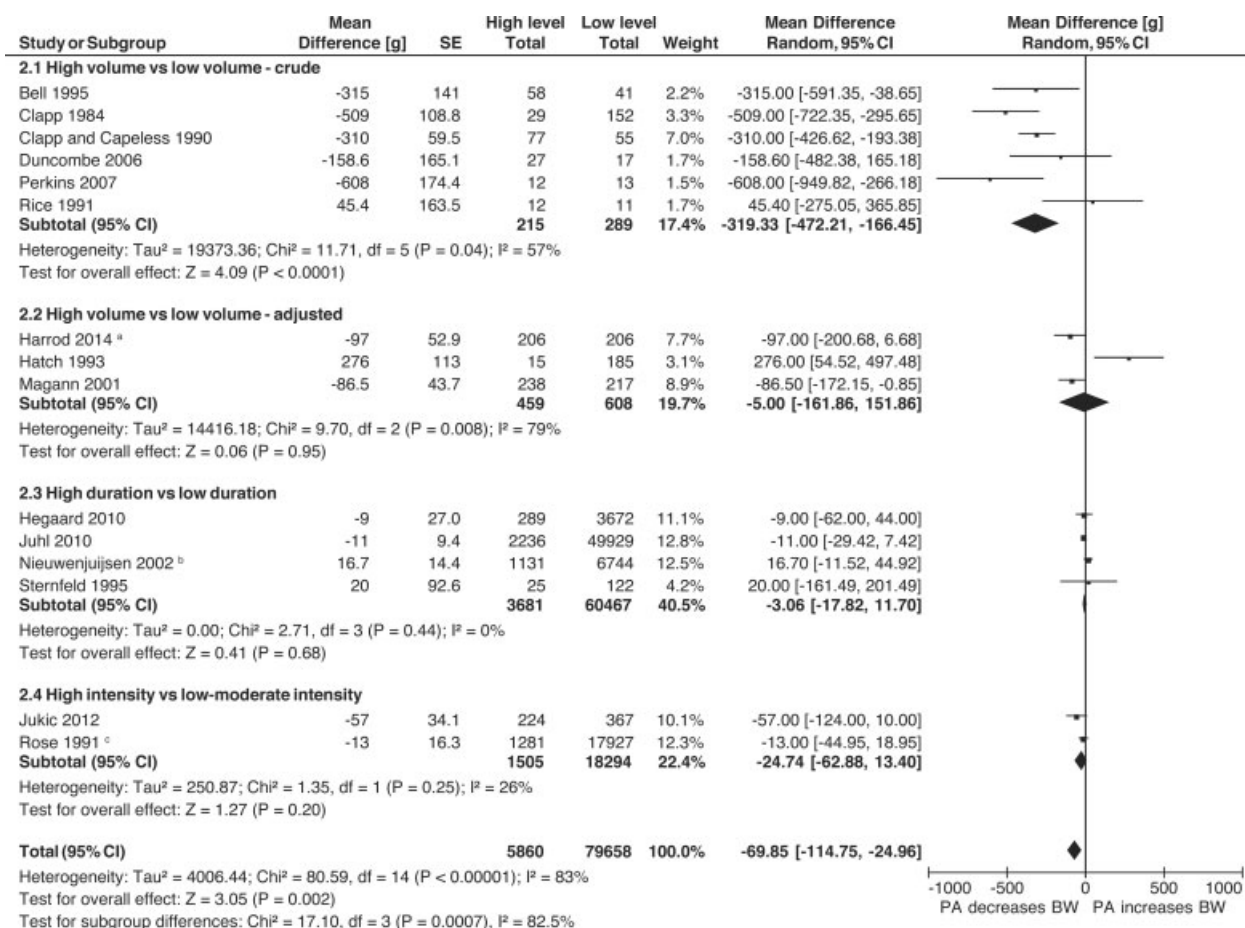 Mean High level Low level Mean Difference Mean Difference [g]
Study or Subgroup Difference [g] SE Total Total Weight Random, 95% CI Random, 95% CI
2.1 High volume vs low volume - crude
Bell 1995 -315 141 58 41 2.2% -315.00 [-591.35, -38.65]
Clapp 1984 -509 108.8 29 152 3.3% -509.00 [-722.35, -295.65]
Clapp and Capeless 1990 -310 59.5 77 55 7.0% -310.00 [-426.62, -193.38]
Duncombe 2006 -158.6 165.1 27 17 1.7% -158.60 [-482.38, 165.18]
Perkins 2007 -608 174.4 12 13 1.5% -608.00 [-949.82, -266.18]
Rice 1991 45.4 163.5 12 11 1.7% 45.40 [-275.05, 365.85]
Subtotal (95% CI) 215 289 17.4% -319.33 [-472.21, -166.45]
Heterogeneity: Tau² = 19373.36; Chi² = 11.71, df = 5 (P = 0.04); I² = 57%
Test for overall effect: Z = 4.09 (P < 0.0001)
2.2 High volume vs low volume - adjusted
Harrod 2014 ª -97 52.9 206 206 7.7% -97.00 [-200.68, 6.68]
Hatch 1993 276 113 15 185 3.1% 276.00 [54.52, 497.48]
Magann 2001 -86.5 43.7 238 217 8.9% -86.50 [-172.15, -0.85]
Subtotal (95% CI) 459 608 19.7% -5.00 [-161.86, 151.86]
Heterogeneity: Tau² = 14416.18; Chi² = 9.70, df = 2 (P = 0.008); I² = 79%
Test for overall effect: Z = 0.06 (P = 0.95)
2.3 High duration vs low duration
Hegaard 2010 -9 27.0 289 3672 11.1% -9.00 [-62.00, 44.00]
Juhl 2010 -11 9.4 2236 49929 12.8% -11.00 [-29.42, 7.42]
Nieuwenjuijsen 2002 ᵇ 16.7 14.4 1131 6744 12.5% 16.70 [-11.52, 44.92]
Sternfeld 1995 20 92.6 25 122 4.2% 20.00 [-161.49, 201.49]
Subtotal (95% CI) 3681 60467 40.5% -3.06 [-17.82, 11.70]
Heterogeneity: Tau² = 0.00; Chi² = 2.71, df = 3 (P = 0.44); I² = 0%
Test for overall effect: Z = 0.41 (P = 0.68)
2.4 High intensity vs low-moderate intensity
Jukic 2012 -57 34.1 224 367 10.1% -57.00 [-124.00, 10.00]
Rose 1991 ᶜ -13 16.3 1281 17927 12.3% -13.00 [-44.95, 18.95]
Subtotal (95% CI) 1505 18294 22.4% -24.74 [-62.88, 13.40]
Heterogeneity: Tau² = 250.87; Chi² = 1.35, df = 1 (P = 0.25); I² = 26%
Test for overall effect: Z = 1.27 (P = 0.20)
Total (95% CI) 5860 79658 100.0% -69.85 [-114.75, -24.96]
Heterogeneity: Tau² = 4006.44; Chi² = 80.59, df = 14 (P < 0.00001); I² = 83%
Test for overall effect: Z = 3.05 (P = 0.002)
Test for subgroup differences: Chi² = 17.10, df = 3 (P = 0.0007), I² = 82.5%
-1000 -500 0 500 1000
PA decreases BW PA increases BW